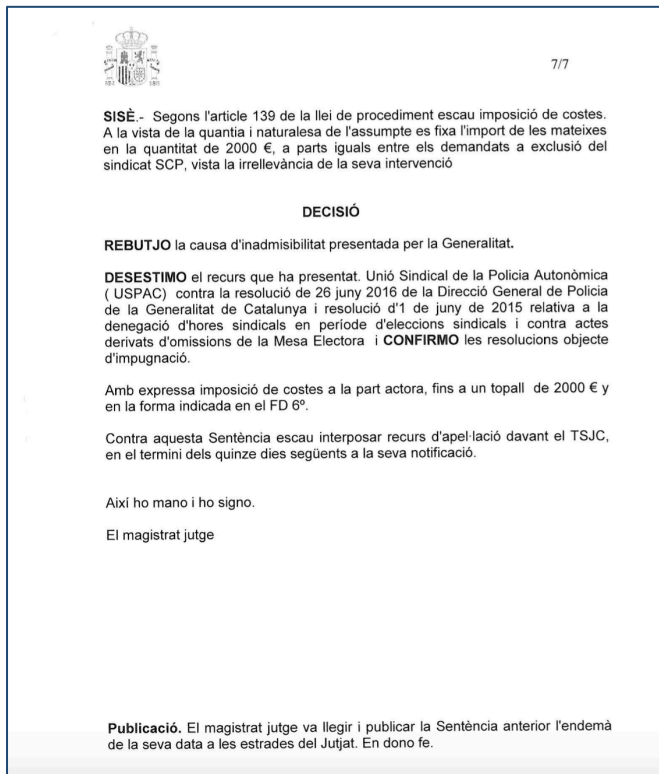 7/7
SISÈ.- Segons l'article 139 de la llei de procediment escau imposició de costes.
A la vista de la quantia i naturalesa de l'assumpte es fixa l'import de les mateixes
en la quantitat de 2000 €, a parts iguals entre els demandats a exclusió del
sindicat SCP, vista la irrellevància de la seva intervenció
DECISIÓ
REBUTJO la causa d'inadmisibilitat presentada per la Generalitat.
DESESTIMO el recurs que ha presentat. Unió Sindical de la Policia Autonòmica
( USPAC) contra la resolució de 26 juny 2016 de la Direcció General de Policia
de la Generalitat de Catalunya i resolució d'1 de juny de 2015 relativa a la
denegació d'hores sindicals en període d'eleccions sindicals i contra actes
derivats d'omissions de la Mesa Electora i CONFIRMO les resolucions objecte
d'impugnació.
Amb expressa imposició de costes a la part actora, fins a un topall de 2000 € y
en la forma indicada en el FD 6º.
Contra aquesta Sentència escau interposar recurs d'apel·lació davant el TSJC,
en el termini dels quinze dies següents a la seva notificació.
Així ho mano i ho signo.
El magistrat jutge
Publicació. El magistrat jutge va llegir i publicar la Sentència anterior l'endemà
de la seva data a les estrades del Jutjat. En dono fe.